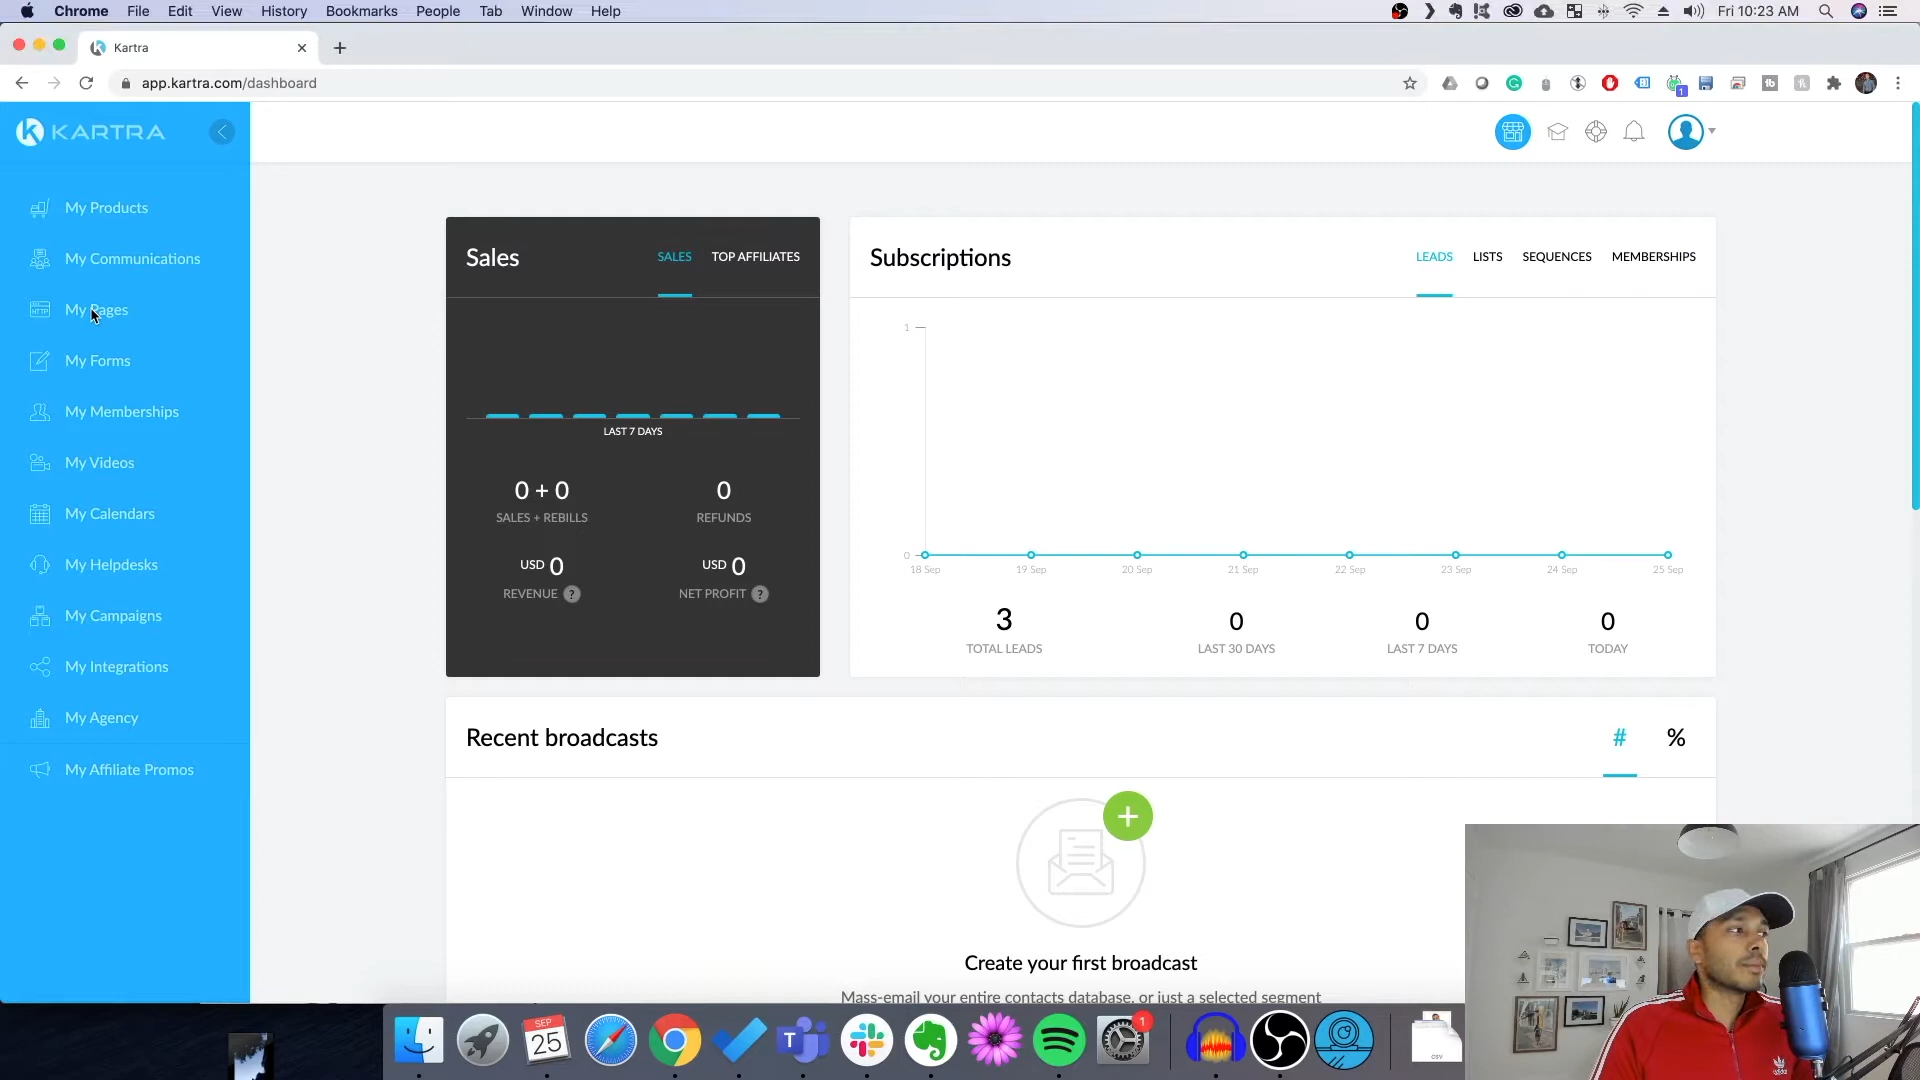 Chrome File Edit View History Bookmarks People Tab Window Help
Fri 10:23 AM
Kartra
app.kartra.com/dashboard
1
KARTRA
My Products
My Communications
My Pages
My Forms
My Memberships
My Videos
My Calendars
My Helpdesks
My Campaigns
My Integrations
My Agency
My Affiliate Promos
Sales
SALES TOP AFFILIATES
LAST 7 DAYS
0 + 0
SALES + REBILLS
0
REFUNDS
USD 0
REVENUE ?
USD 0
NET PROFIT ?
Subscriptions
LEADS LISTS SEQUENCES MEMBERSHIPS
1
0
18 Sep 19 Sep 20 Sep 21 Sep 22 Sep 23 Sep 24 Sep 25 Sep
3
TOTAL LEADS
0
LAST 30 DAYS
0
LAST 7 DAYS
0
TODAY
Recent broadcasts
# %
Create your first broadcast
Mass-email your entire contacts database, or just a selected segment
SEP
25
T
1
CSV